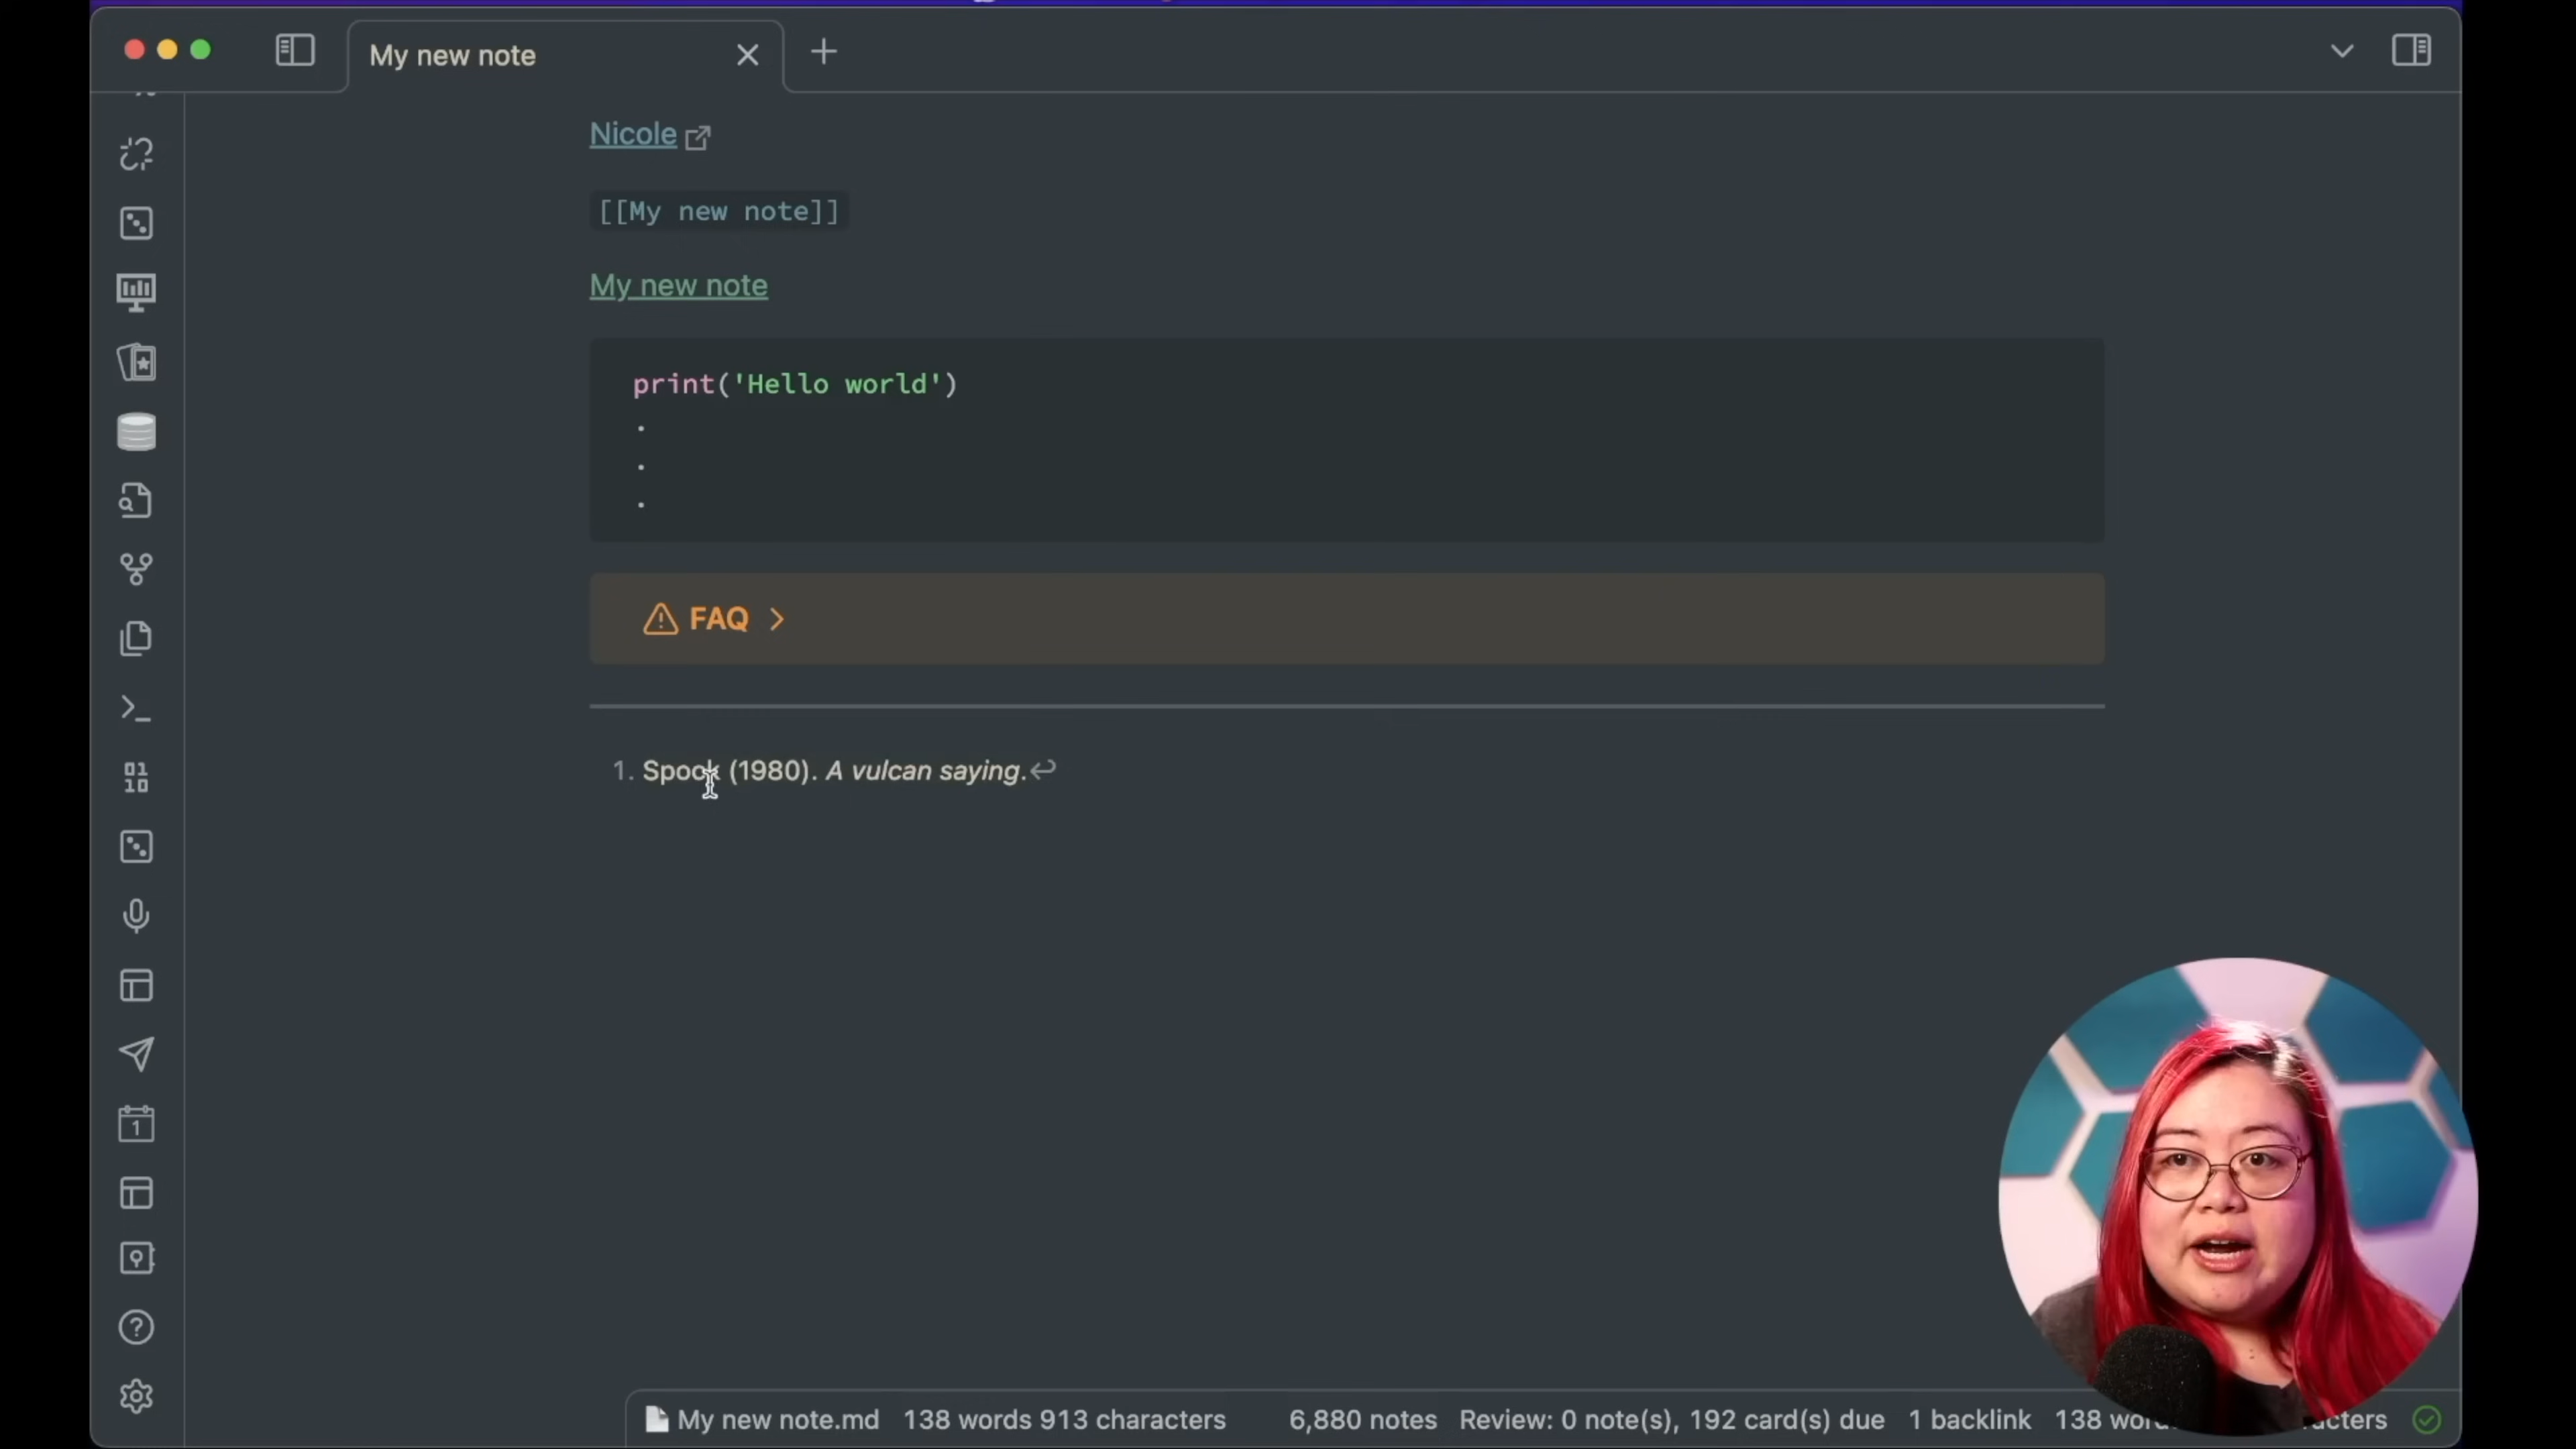 My new note
Nicole
[[My new note]]
My new note
print('Hello world')
.
.
.
FAQ
1. Spock (1980). A vulcan saying.
1
My new note.md 138 words 913 characters 6,880 notes Review: 0 note(s), 192 card(s) due 1 backlink 138